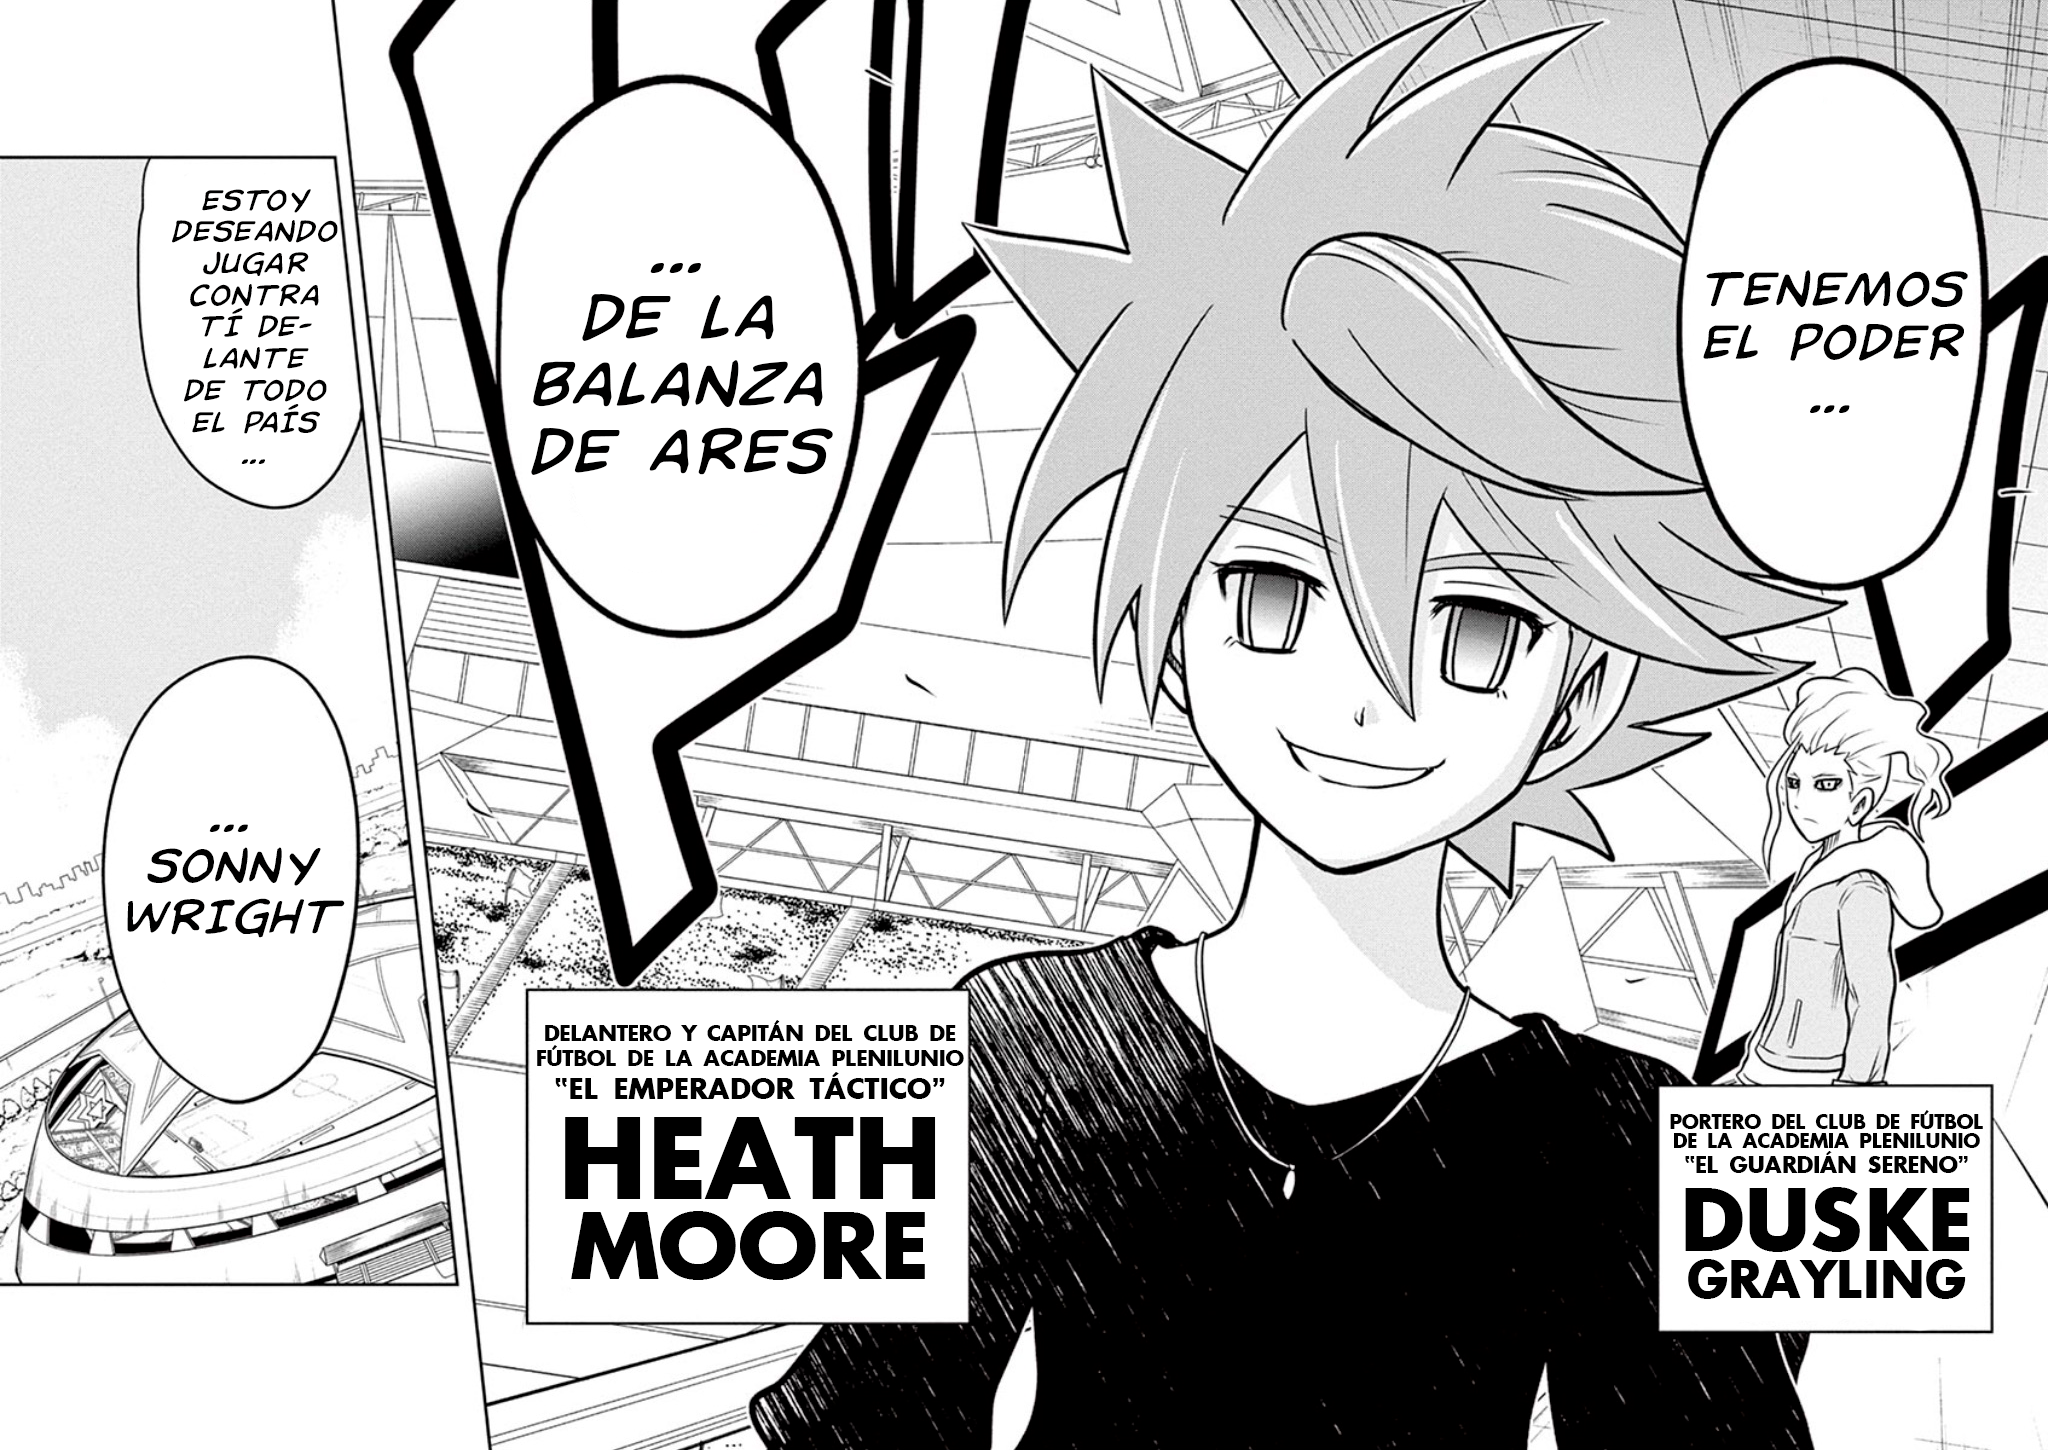 TENEMOS
EL PODER
...
PORTERO DEL CLUB DE FÚTBOL
DE LA ACADEMIA PLENILUNIO
"EL GUARDIÁN SERENO"
DUSKE
GRAYLING
...
DE LA
BALANZA
DE ARES
DELANTERO Y CAPITÁN DEL CLUB DE
FÚTBOL DE LA ACADEMIA PLENILUNIO
"EL EMPERADOR TÁCTICO"
HEATH
MOORE
ESTOY
DESEANDO
JUGAR
CONTRA
TÍ DE-
LANTE
DE TODO
EL PAÍS
...
...
SONNY
WRIGHT